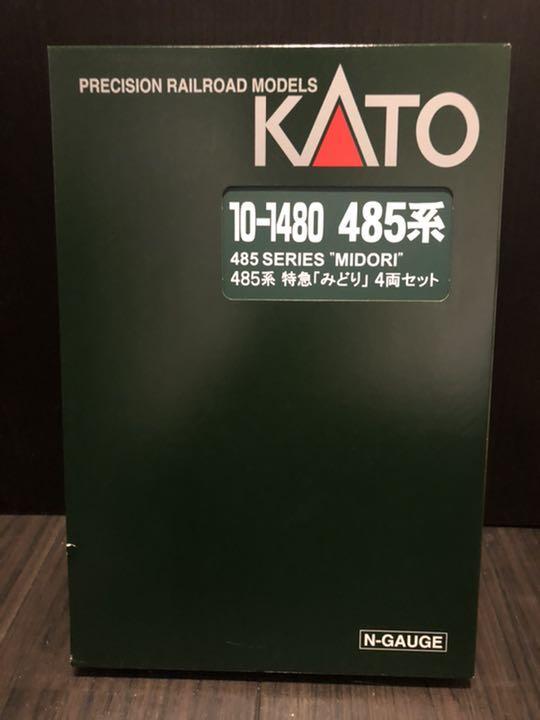 PRECISION RAILROAD MODELS
KATO
10-1480 485系
485 SERIES "MIDORI"
485系 特急「みどり」 4両セット
N-GAUGE